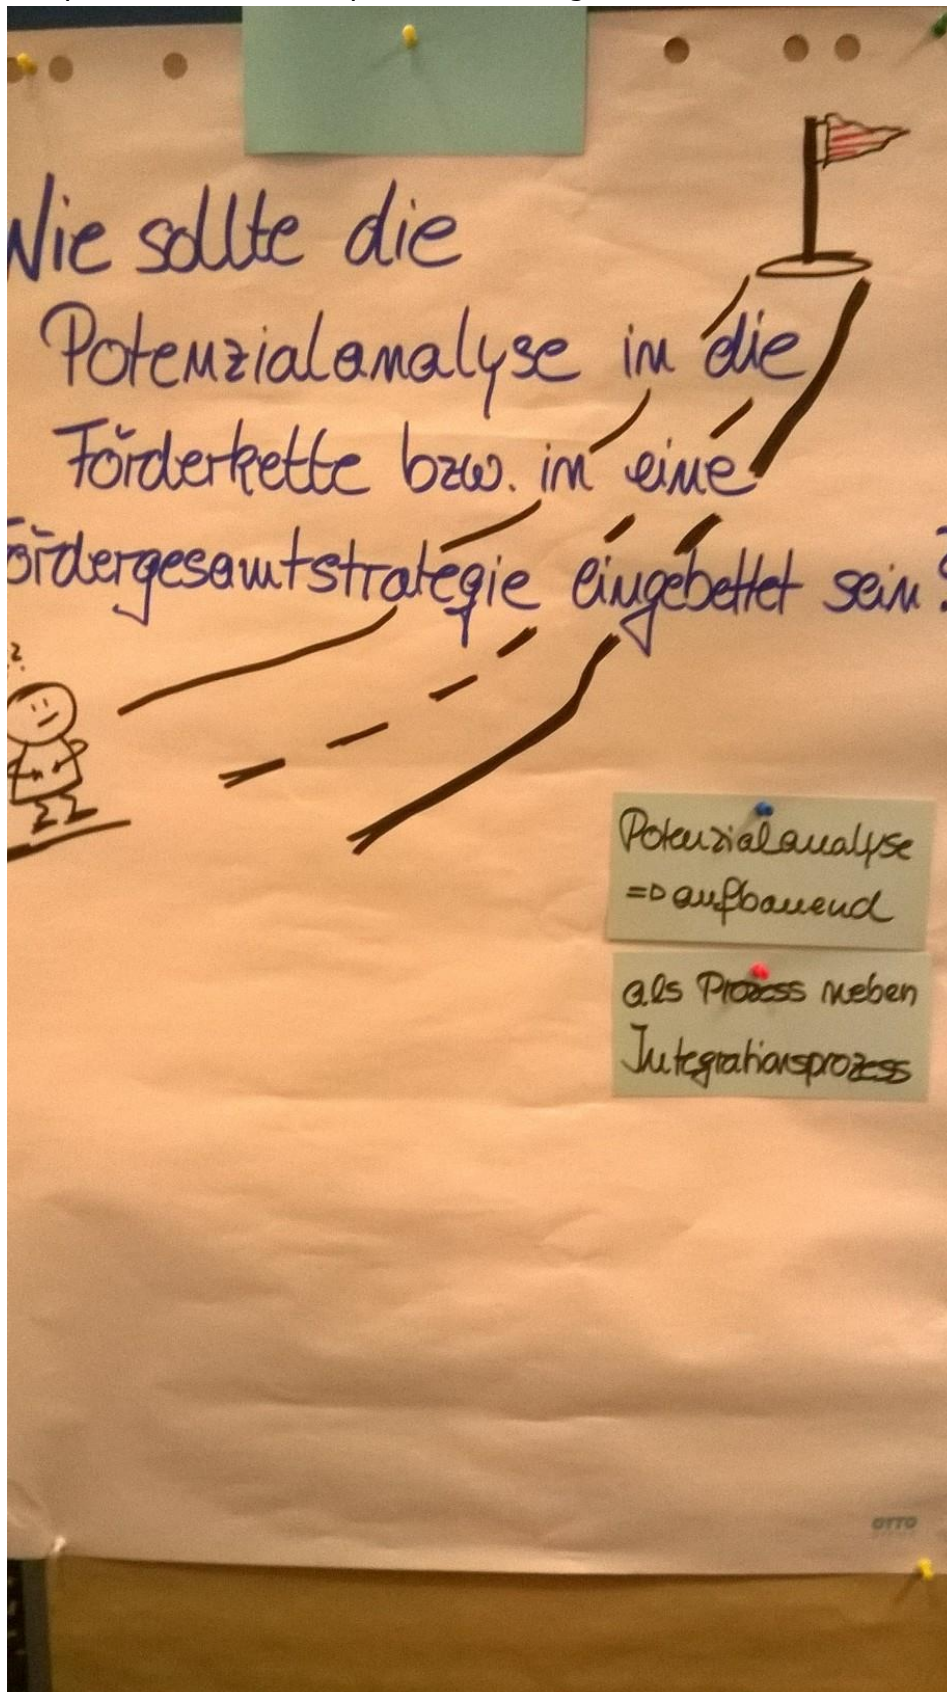 Wie sollte die
Potenzialanalyse in die
Förderkette bzw. in eine
Fördergesamtstrategie eingebettet sein?
?
Potenzialanalyse
=> aufbauend
als Prozess neben
Integrationsprozess
OTTO